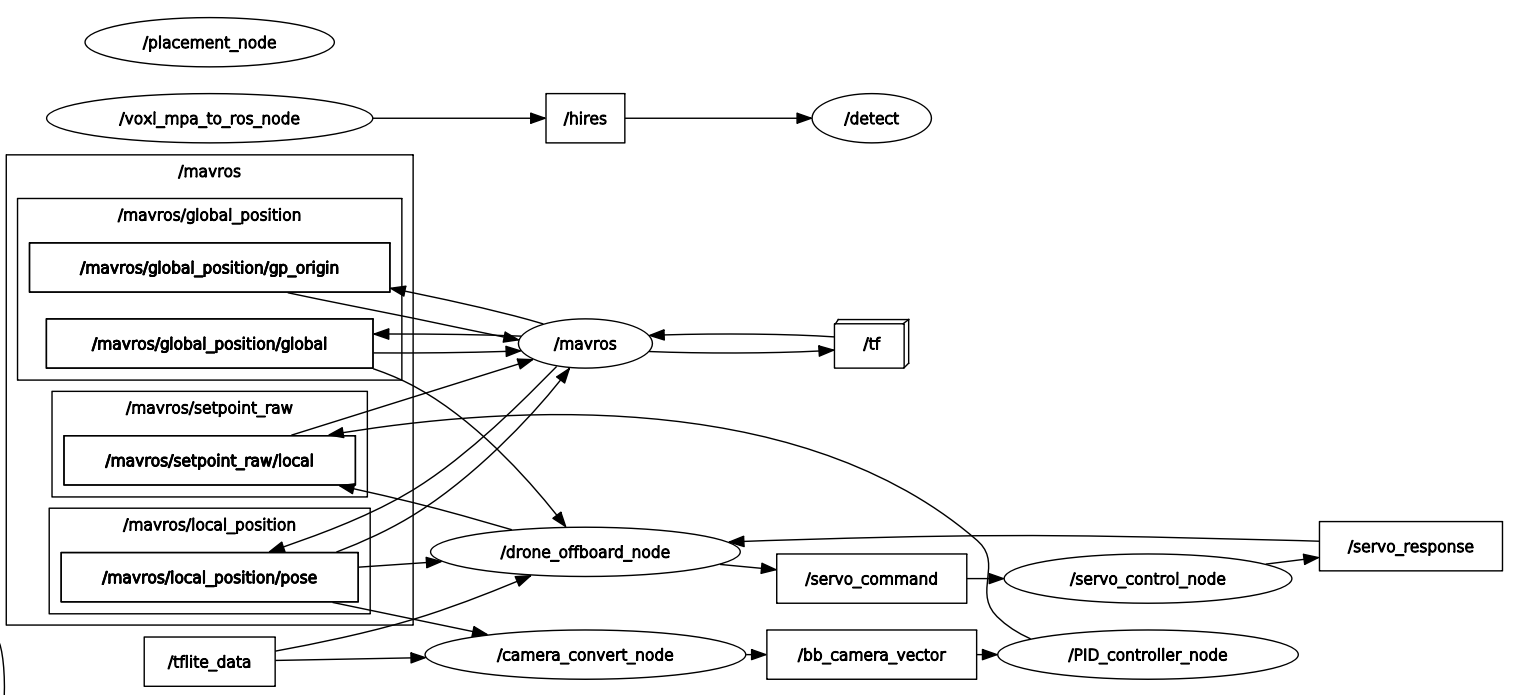 /placement_node
/voxl_mpa_to_ros_node
/hires
/detect
/mavros
/mavros/global_position
/mavros/global_position/gp_origin
/mavros/global_position/global
/mavros
/tf
/mavros/setpoint_raw
/mavros/setpoint_raw/local
/mavros/local_position
/mavros/local_position/pose
/drone_offboard_node
/servo_command
/servo_control_node
/servo_response
/tflite_data
/camera_convert_node
/bb_camera_vector
/PID_controller_node